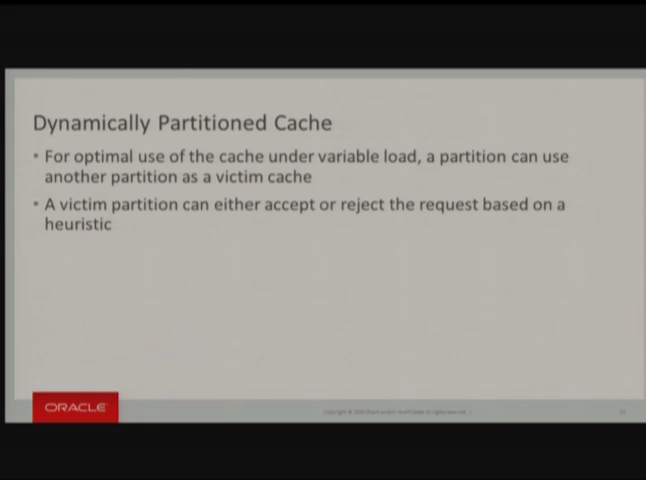 Dynamically Partitioned Cache
• For optimal use of the cache under variable load, a partition can use
another partition as a victim cache
• A victim partition can either accept or reject the request based on a
heuristic
ORACLE